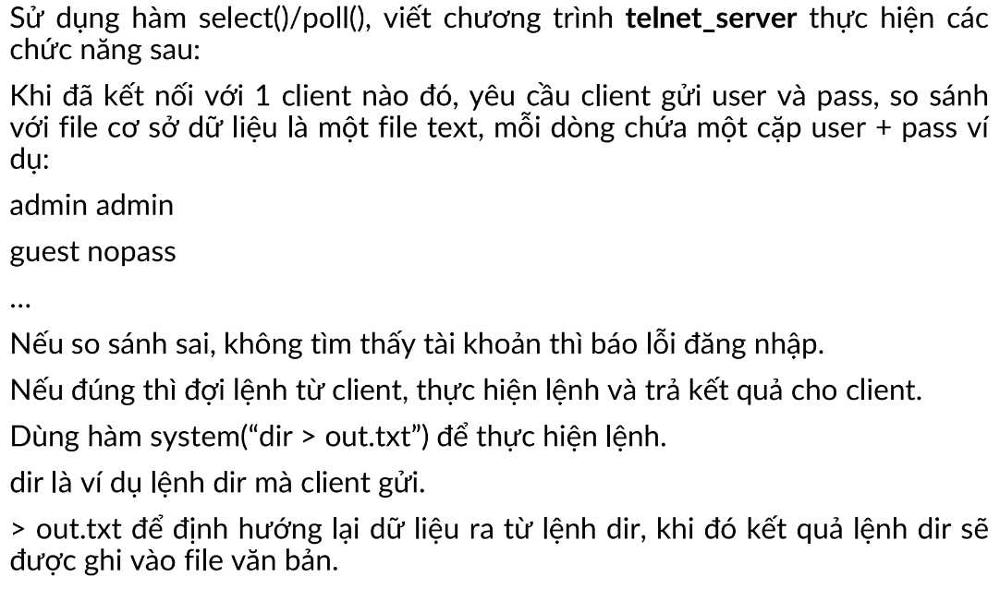 Sử dụng hàm select()/poll(), viết chương trình telnet_server thực hiện các
chức năng sau:
Khi đã kết nối với 1 client nào đó, yêu cầu client gửi user và pass, so sánh
với file cơ sở dữ liệu là một file text, mỗi dòng chứa một cặp user + pass ví
dụ:
admin admin
guest nopass
...
Nếu so sánh sai, không tìm thấy tài khoản thì báo lỗi đăng nhập.
Nếu đúng thì đợi lệnh từ client, thực hiện lệnh và trả kết quả cho client.
Dùng hàm system(“dir > out.txt”) để thực hiện lệnh.
dir là ví dụ lệnh dir mà client gửi.
> out.txt để định hướng lại dữ liệu ra từ lệnh dir, khi đó kết quả lệnh dir sẽ
được ghi vào file văn bản.